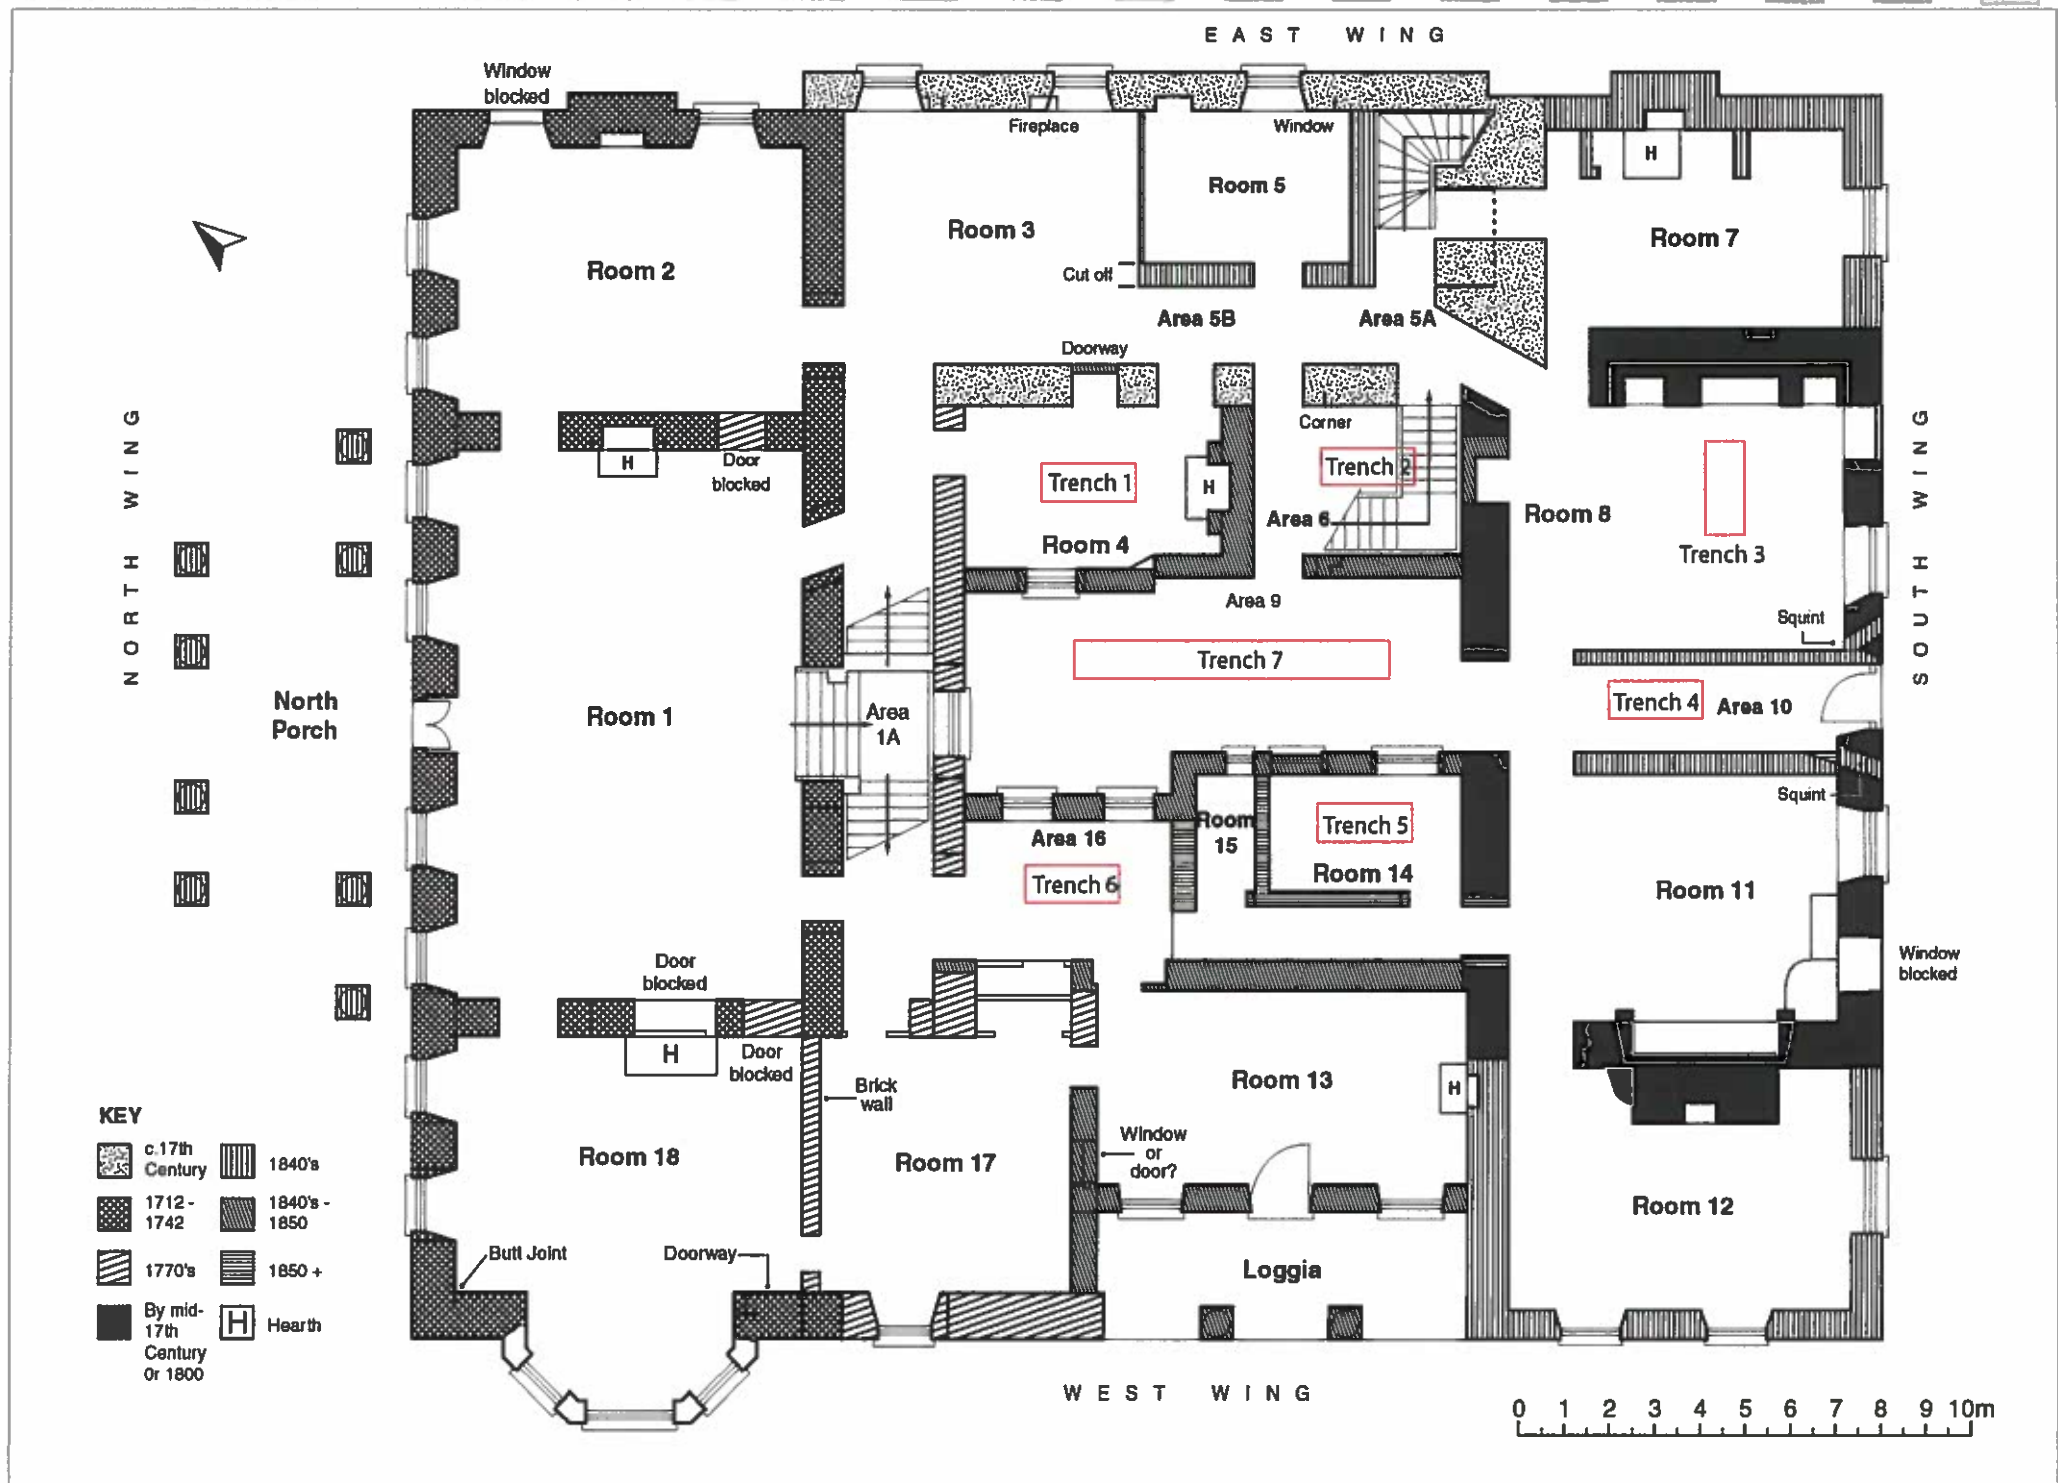 EAST WING
Window
blocked
Fireplace
Window
H
Room 5
Room 3
Room 7
Room 2
Cut off
Area 5B
Area 5A
Doorway
NORTH WING
SOUTH WING
Corner
H
Door
blocked
Trench 1
H
Trench 2
Room 8
Area 6
Room 4
Trench 3
Area 9
Squint
Trench 7
North
Porch
Room 1
Area
1A
Trench 4
Area 10
Squint
Area 16
Room
15
Trench 5
Room 14
Trench 6
Room 11
Window
blocked
Door
blocked
H
Door
blocked
Brick
wall
Room 13
H
Window
or
door?
Room 18
Room 17
Room 12
Butt Joint
Doorway
Loggia
WEST WING
KEY
c.17th
Century
1840's
1712 -
1742
1840's -
1850
1770's
1850 +
By mid-
17th
Century
0r 1800
H
Hearth
0 1 2 3 4 5 6 7 8 9 10m